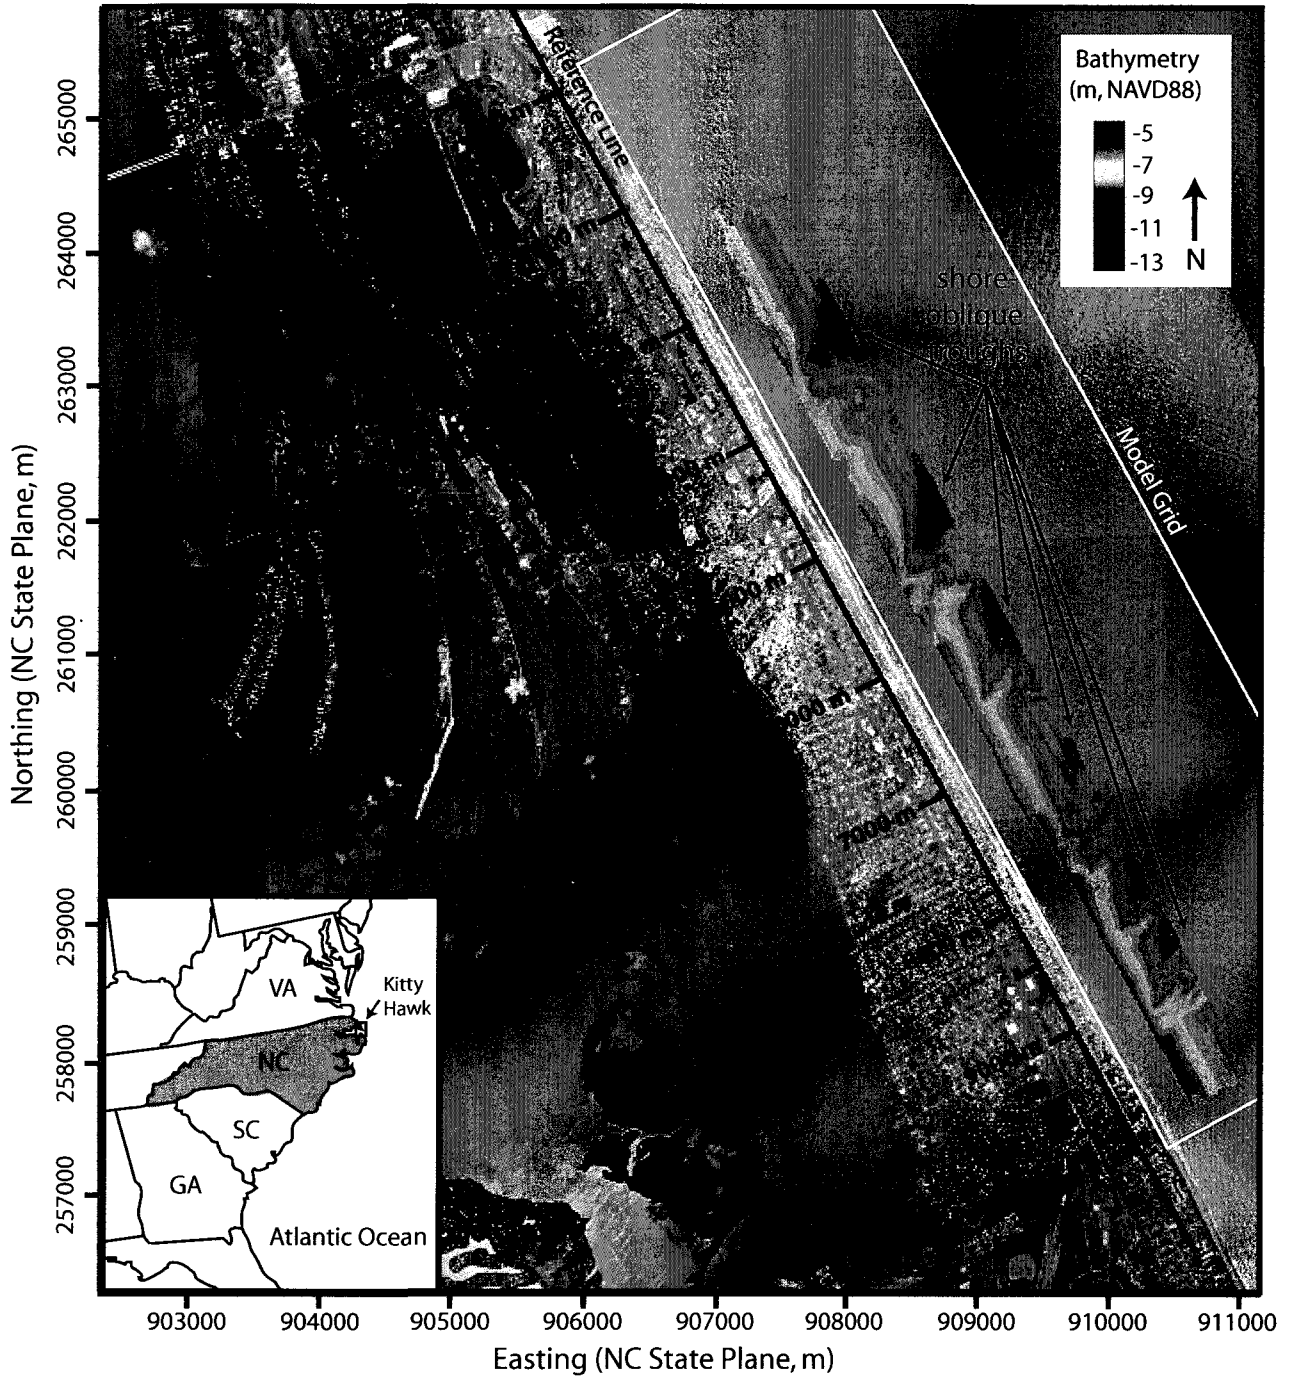 Reference Line
Bathymetry
(m, NAVD88)
-5
-7
-9
-11
-13
N
shore-
oblique
troughs
Model Grid
7000 m
265000
264000
263000
262000
261000
260000
259000
258000
257000
Northing (NC State Plane, m)
VA
Kitty
Hawk
NC
SC
GA
Atlantic Ocean
903000
904000
905000
906000
907000
908000
909000
910000
911000
Easting (NC State Plane, m)